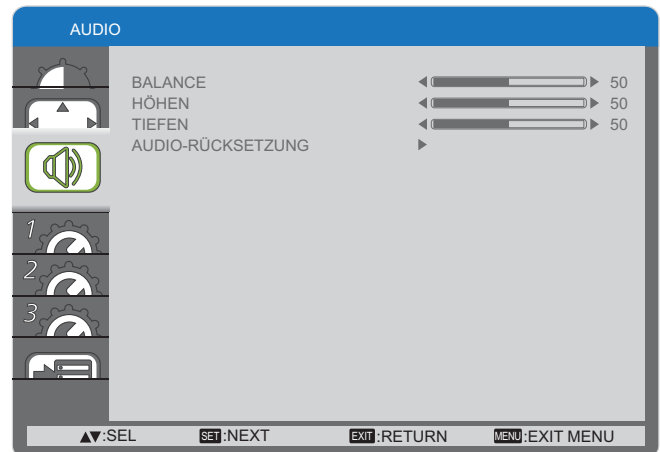 AUDIO
BALANCE 50
HÖHEN 50
TIEFEN 50
AUDIO-RÜCKSETZUNG
1
2
3
▲▼:SEL SET:NEXT EXIT:RETURN MENU:EXIT MENU